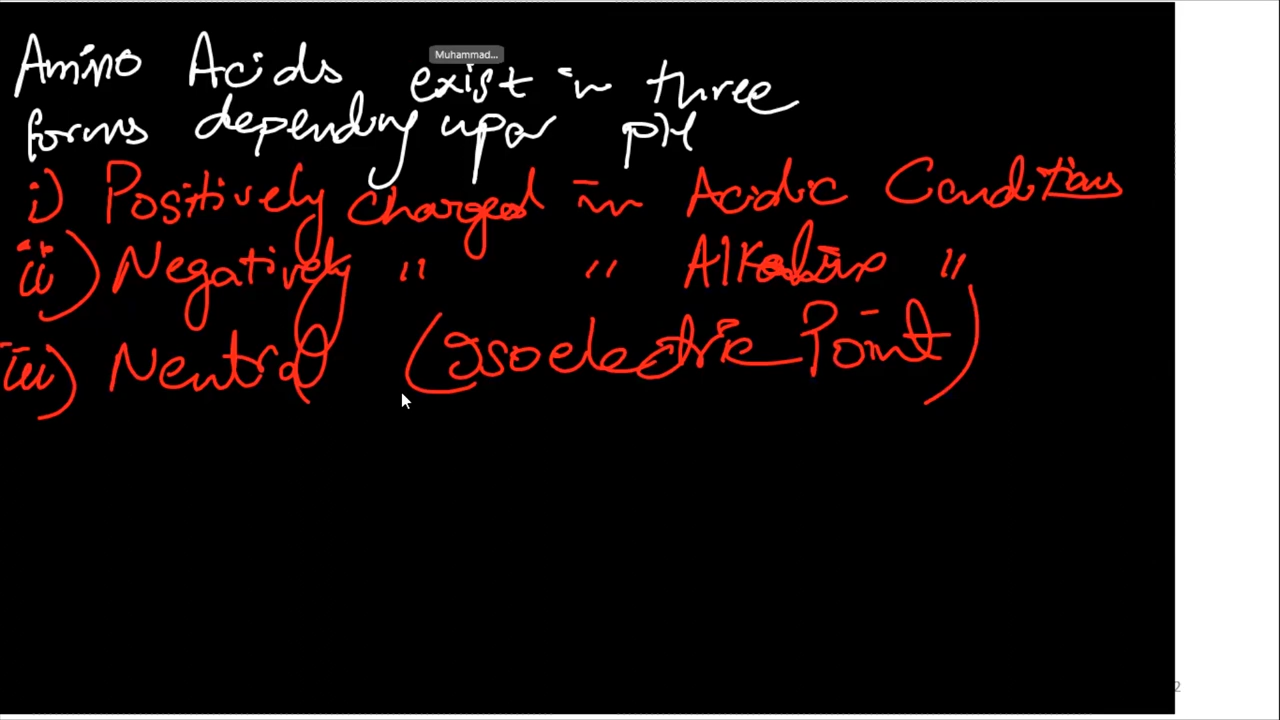 Muhammad...
Amino Acids exist in three
forms depending upon pH
i) Positively charged in Acidic Conditions
ii) Negatively " " Alkaline "
iii) Neutral (Isoelectric Point)
2